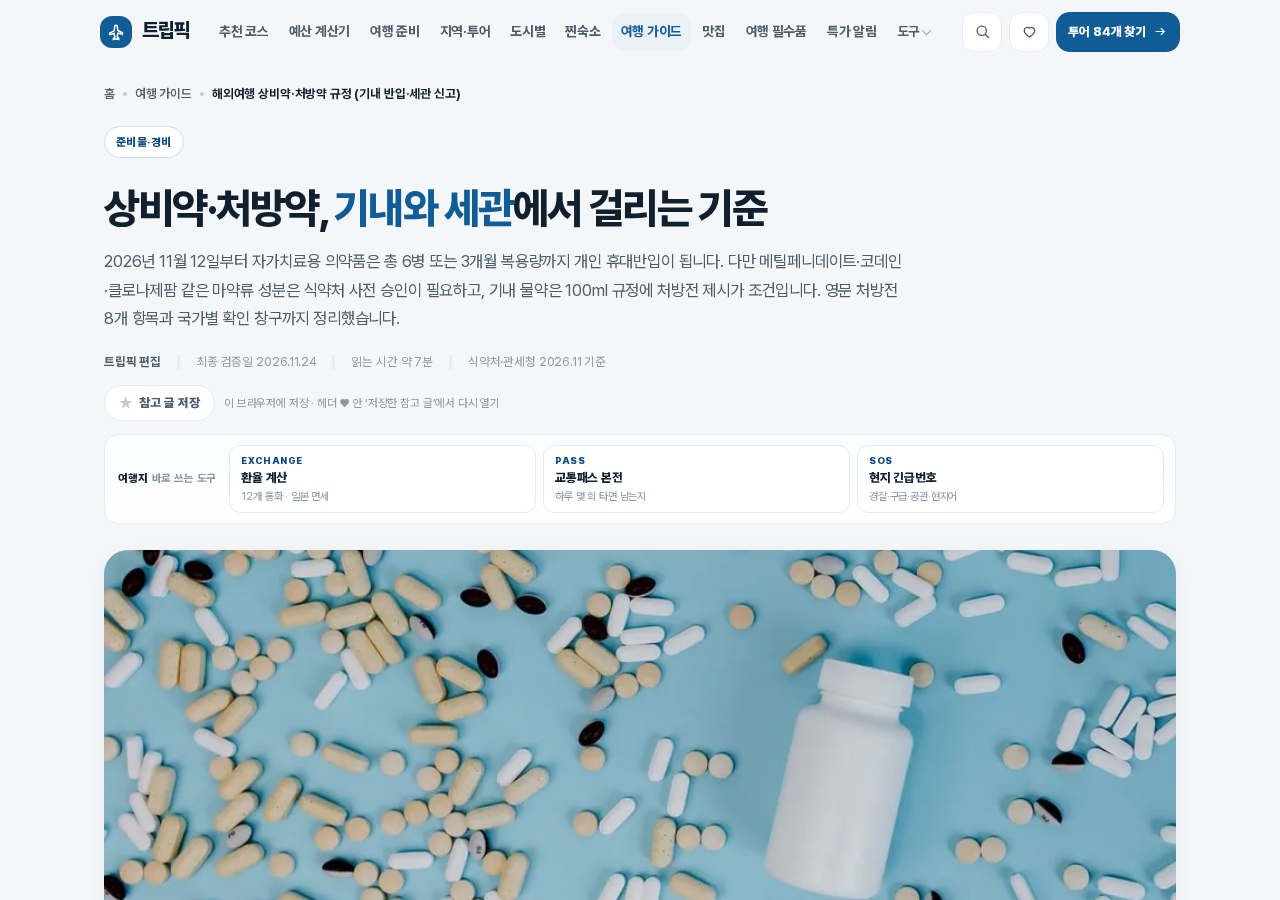 트립픽
추천 코스
예산 계산기
여행 준비
지역·투어
도시별
찐숙소
여행 가이드
맛집
여행 필수품
특가 알림
도구
투어 84개 찾기 →
홈 • 여행 가이드 • 해외여행 상비약·처방약 규정 (기내 반입·세관 신고)
준비물·경비
상비약·처방약, 기내와 세관에서 걸리는 기준
2026년 11월 12일부터 자가치료용 의약품은 총 6병 또는 3개월 복용량까지 개인 휴대반입이 됩니다. 다만 메틸페니데이트·코데인
·클로나제팜 같은 마약류 성분은 식약처 사전 승인이 필요하고, 기내 물약은 100ml 규정에 처방전 제시가 조건입니다. 영문 처방전
8개 항목과 국가별 확인 창구까지 정리했습니다.
트립픽 편집 | 최종 검증일 2026.11.24 | 읽는 시간 약 7분 | 식약처·관세청 2026.11 기준
★ 참고 글 저장 이 브라우저에 저장 · 헤더 ♥ 안 '저장한 참고 글'에서 다시 열기
여행지 바로 쓰는 도구
EXCHANGE
환율 계산
12개 통화 · 일본 면세
PASS
교통패스 본전
하루 몇 회 타면 남는지
SOS
현지 긴급번호
경찰·구급·공관·현지어